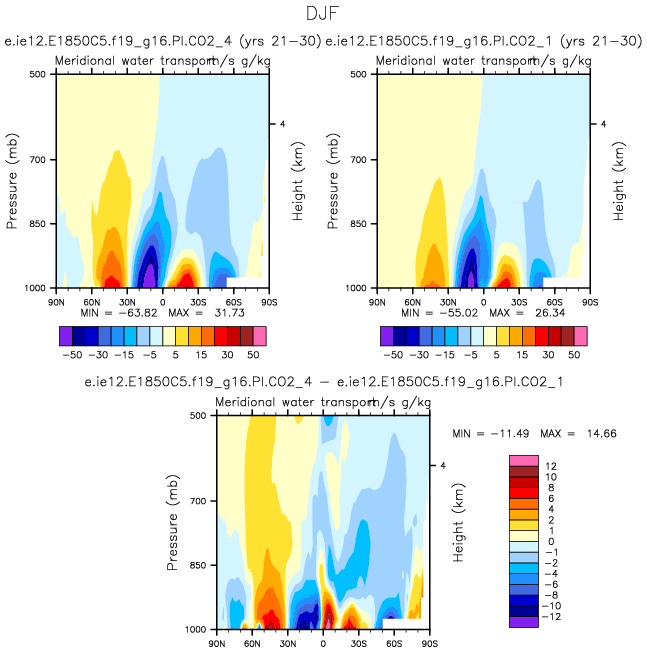 DJF
e.ie12.E1850C5.f19_g16.PI.CO2_4 (yrs 21-30) e.ie12.E1850C5.f19_g16.PI.CO2_1 (yrs 21-30)
Meridional water transport m/s g/kg Meridional water transport m/s g/kg
500 500
4 4
700 700
Pressure (mb) Height (km) Pressure (mb) Height (km)
850 850
1000 1000
90N 60N 30N 0 30S 60S 90S 90N 60N 30N 0 30S 60S 90S
MIN = -63.82 MAX = 31.73 MIN = -55.02 MAX = 26.34
-50 -30 -15 -5 5 15 30 50 -50 -30 -15 -5 5 15 30 50
e.ie12.E1850C5.f19_g16.PI.CO2_4 - e.ie12.E1850C5.f19_g16.PI.CO2_1
Meridional water transport m/s g/kg
500
MIN = -11.49 MAX = 14.66
4
700
Pressure (mb) Height (km)
850
1000
90N 60N 30N 0 30S 60S 90S
12
10
8
6
4
2
1
0
-1
-2
-4
-6
-8
-10
-12